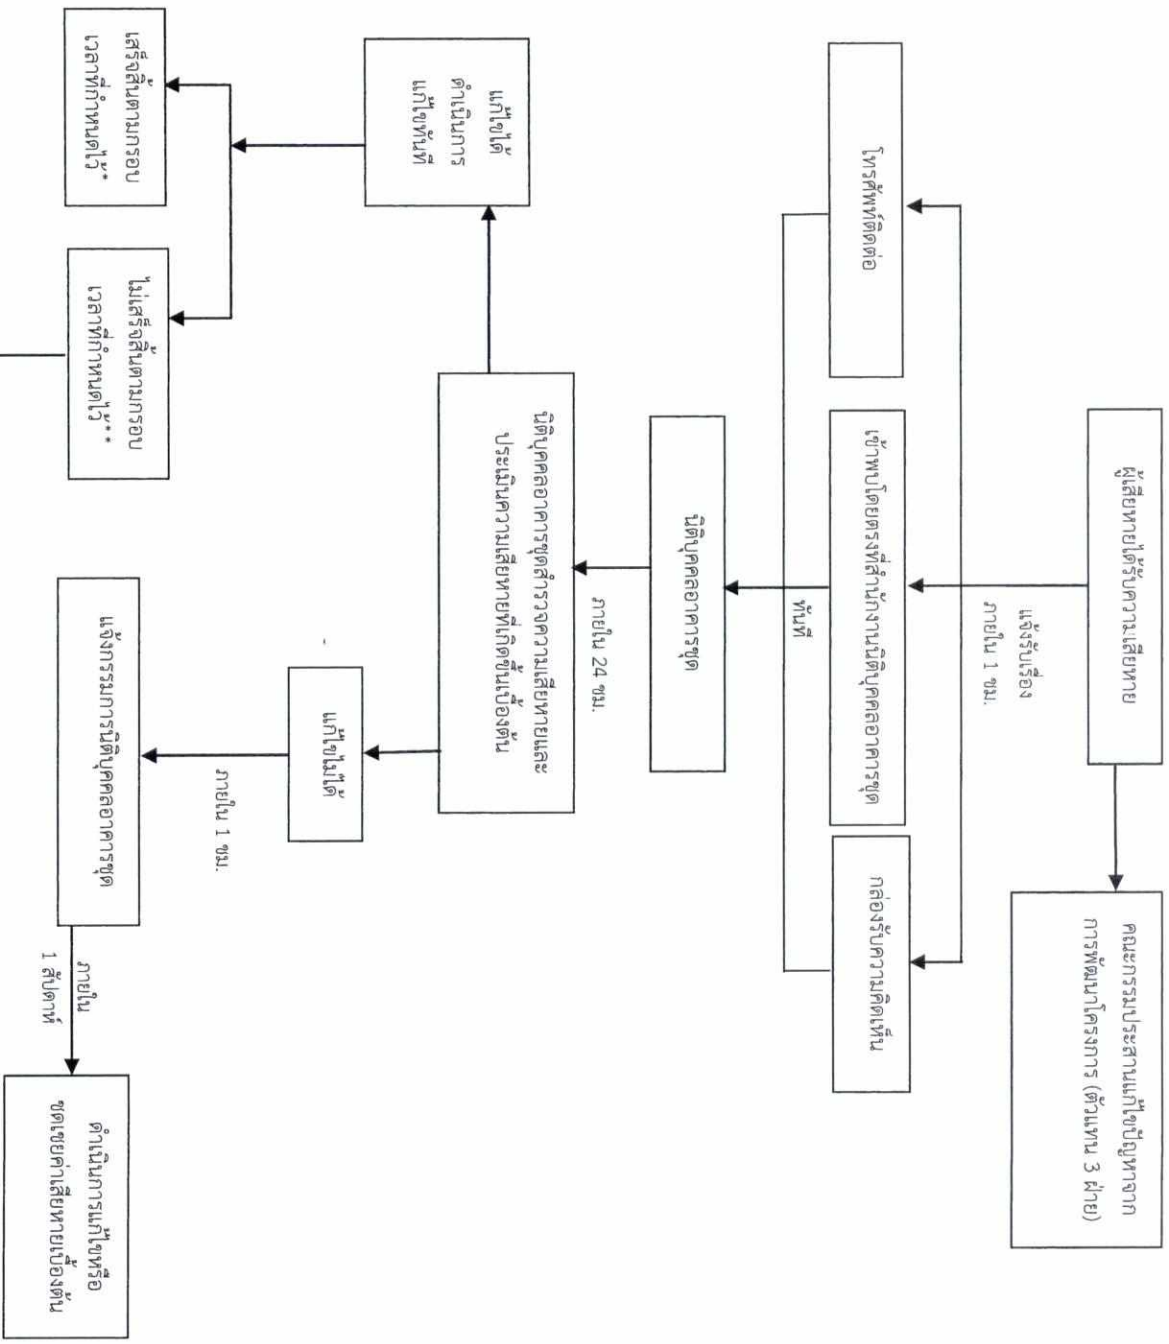 ผู้เสียหายได้รับความเสียหาย
คณะกรรมประสานแก้ไขปัญหาจาก
การพัฒนาโครงการ (ตัวแทน 3 ฝ่าย)
แจ้งรับเรื่อง
ภายใน 1 ชม.
โทรศัพท์ติดต่อ
เข้าพบโดยตรงที่สำนักงานนิติบุคคลอาคารชุด
กล่องรับความคิดเห็น
ทันที
นิติบุคคลอาคารชุด
ภายใน 24 ชม.
นิติบุคคลอาคารชุดสำรวจความเสียหายและ
ประเมินความเสียหายที่เกิดขึ้นเบื้องต้น
แก้ไขได้
ดำเนินการ
แก้ไขทันที
แก้ไขไม่ได้
ภายใน 1 ชม.
เสร็จสิ้นตามกรอบ
เวลาที่กำหนดไว้*
ไม่เสร็จสิ้นตามกรอบ
เวลาที่กำหนดไว้**
แจ้งกรรมการนิติบุคคลอาคารชุด
ภายใน
1 สัปดาห์
ดำเนินการแก้ไขหรือ
ชดเชยค่าเสียหายเบื้องต้น